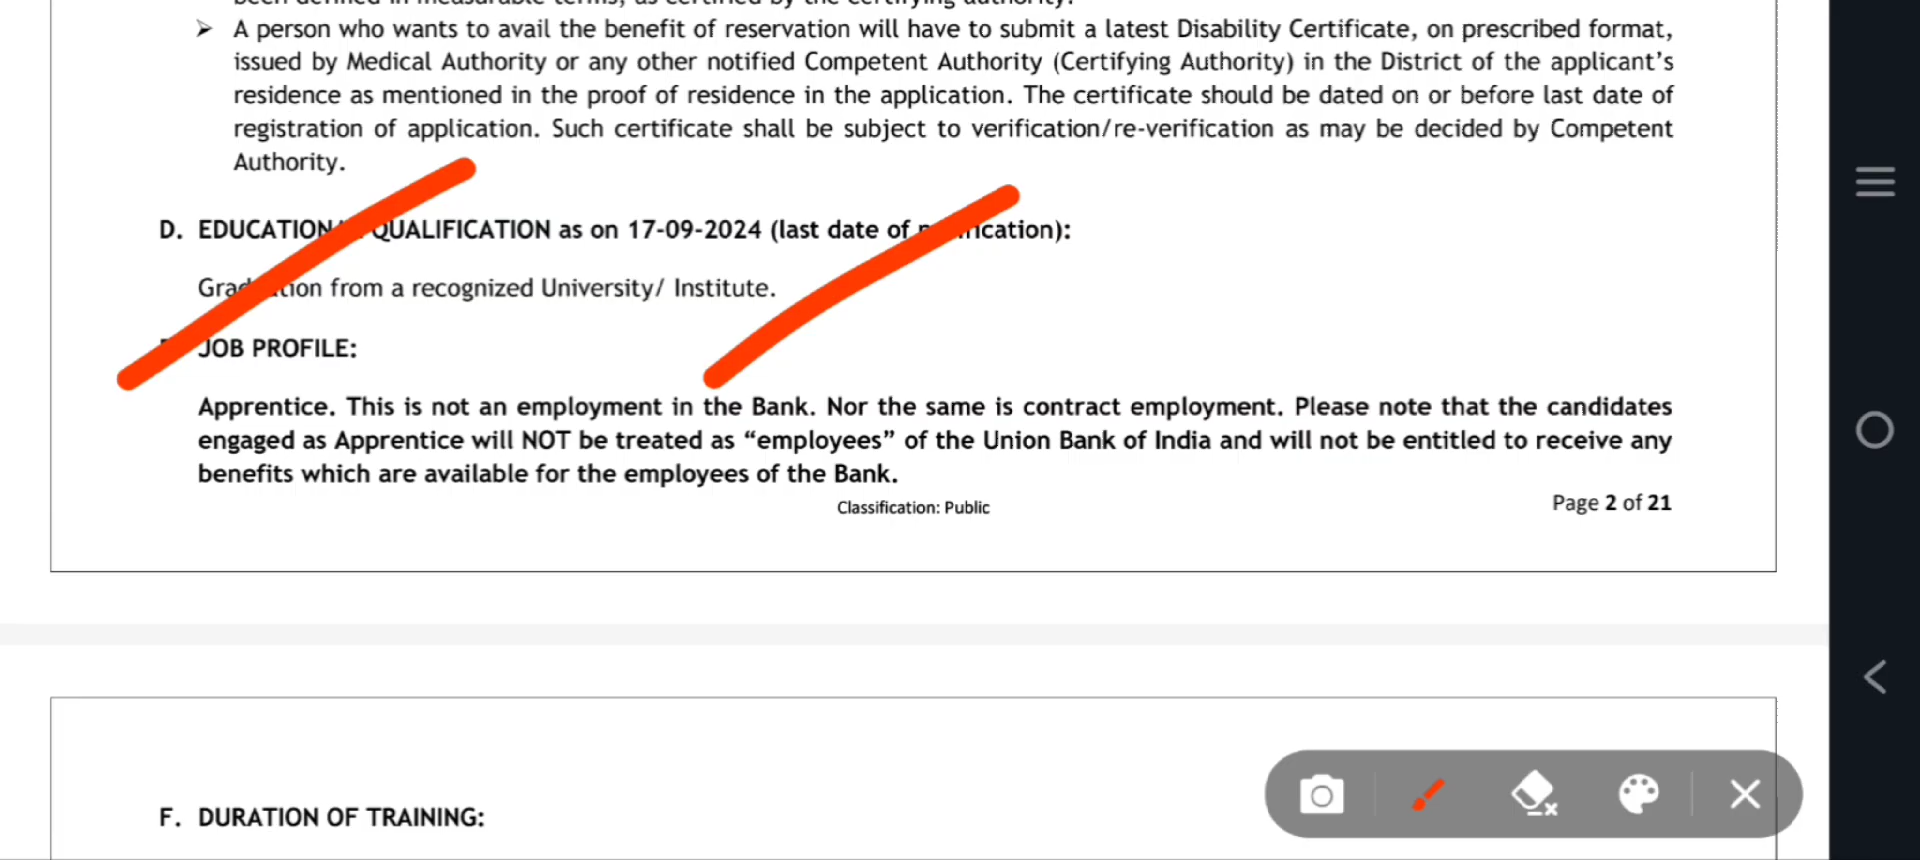 A person who wants to avail the benefit of reservation will have to submit a latest Disability Certificate, on prescribed format,
issued by Medical Authority or any other notified Competent Authority (Certifying Authority) in the District of the applicant's
residence as mentioned in the proof of residence in the application. The certificate should be dated on or before last date of
registration of application. Such certificate shall be subject to verification/re-verification as may be decided by Competent
Authority.
D. EDUCATION QUALIFICATION as on 17-09-2024 (last date of
from a recognized University/ Institute.
JOB PROFILE:
Apprentice. This is not an employment in the Bank. Nor the same is contract employment. Please note that the candidates
engaged as Apprentice will NOT be treated as “employees” of the Union Bank of India and will not be entitled to receive any
benefits which are available for the employees of the Bank.
Classification: Public
Page 2 of 21
F. DURATION OF TRAINING: